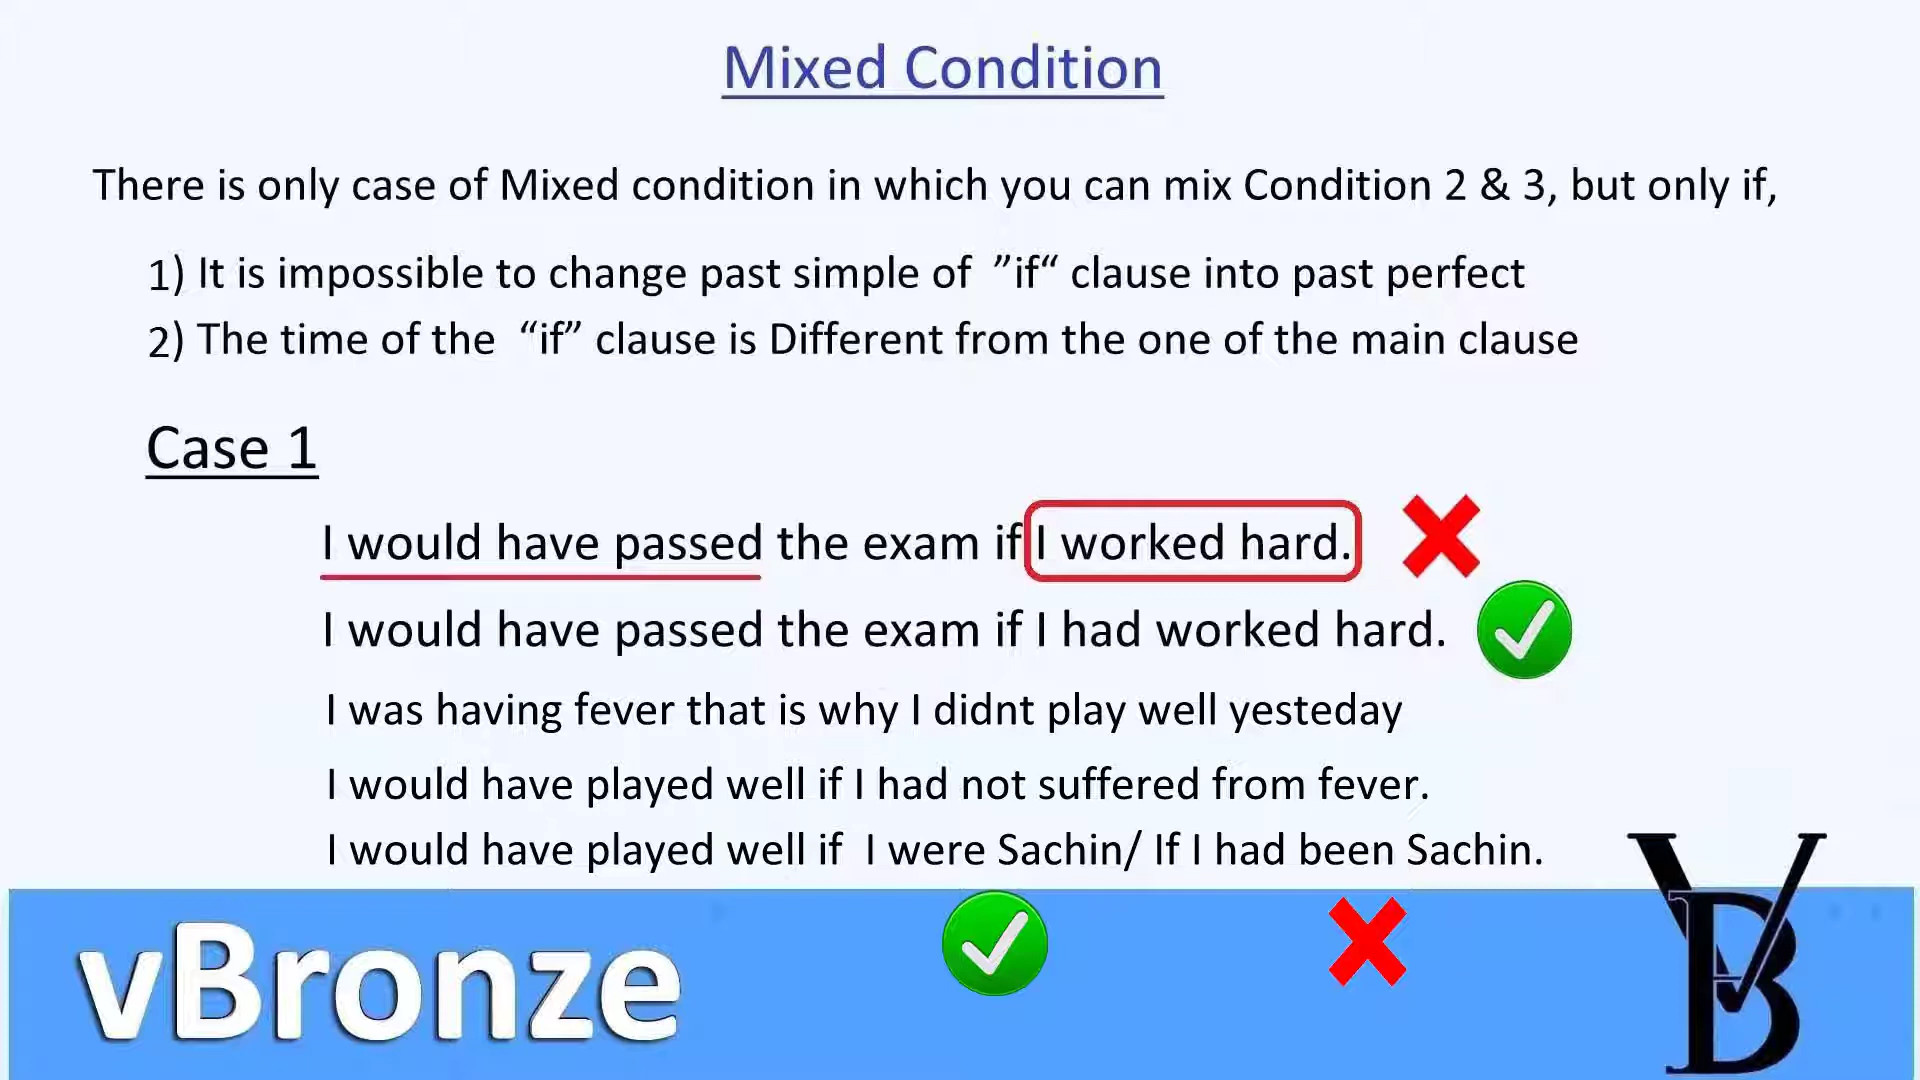 Mixed Condition
There is only case of Mixed condition in which you can mix Condition 2 & 3, but only if,
1) It is impossible to change past simple of ”if“ clause into past perfect
2) The time of the “if” clause is Different from the one of the main clause
Case 1
I would have passed the exam if I worked hard.
I would have passed the exam if I had worked hard.
I was having fever that is why I didnt play well yesteday
I would have played well if I had not suffered from fever.
I would have played well if I were Sachin/ If I had been Sachin.
vBronze
VB